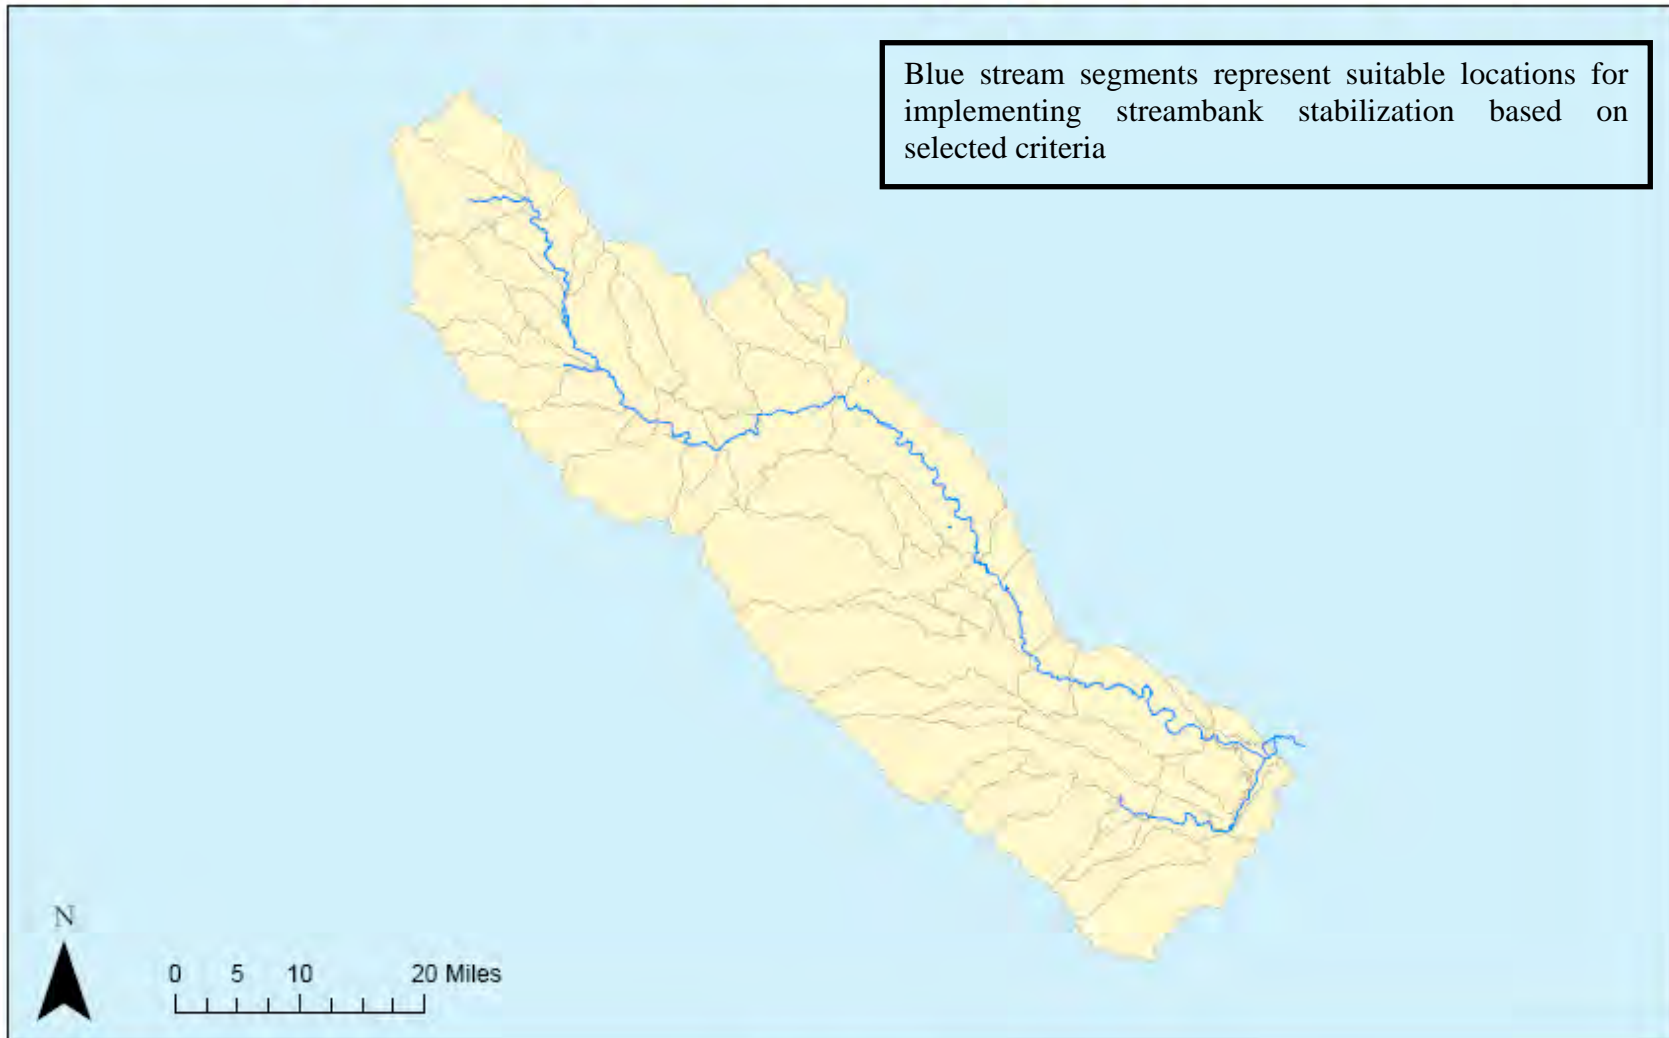 Blue stream segments represent suitable locations for
implementing streambank stabilization based on
selected criteria
N
0 5 10 20 Miles